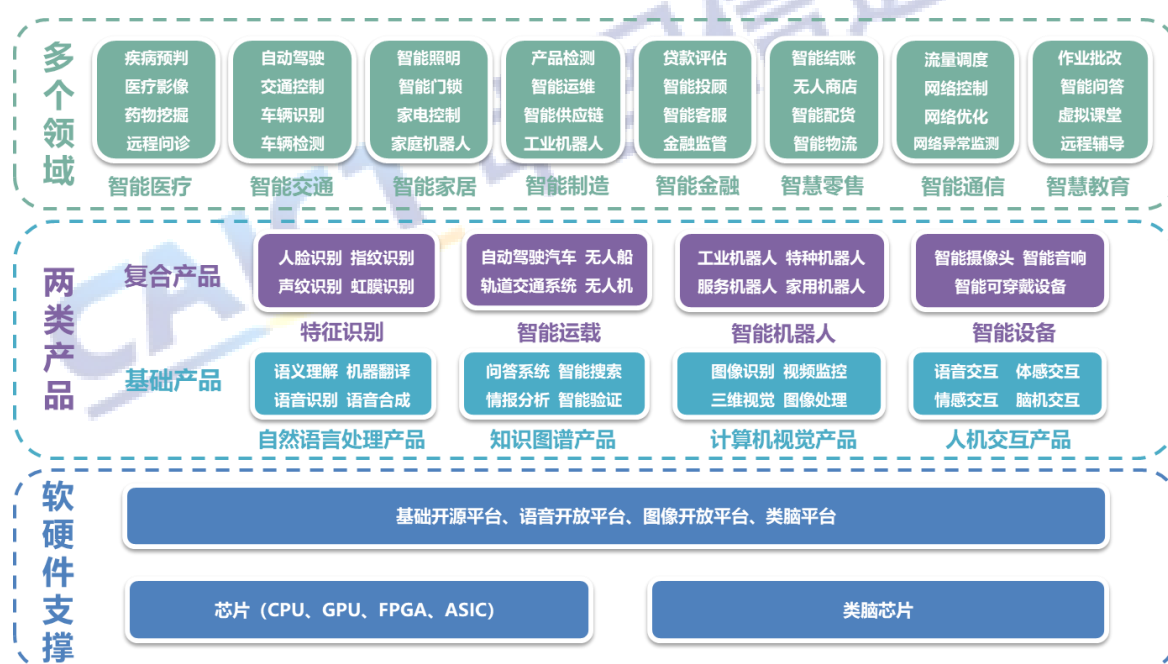 多个领域
疾病预判
医疗影像
药物挖掘
远程问诊
智能医疗
自动驾驶
交通控制
车辆识别
车辆检测
智能交通
智能照明
智能门锁
家电控制
家庭机器人
智能家居
产品检测
智能运维
智能供应链
工业机器人
智能制造
贷款评估
智能投顾
智能客服
金融监管
智能金融
智能结账
无人商店
智能配货
智能物流
智慧零售
流量调度
网络控制
网络优化
网络异常监测
智能通信
作业批改
智能问答
虚拟课堂
远程辅导
智慧教育
两类产品
复合产品
人脸识别 指纹识别
声纹识别 虹膜识别
特征识别
自动驾驶汽车 无人船
轨道交通系统 无人机
智能运载
工业机器人 特种机器人
服务机器人 家用机器人
智能机器人
智能摄像头 智能音响
智能可穿戴设备
智能设备
基础产品
语义理解 机器翻译
语音识别 语音合成
自然语言处理产品
问答系统 智能搜索
情报分析 智能验证
知识图谱产品
图像识别 视频监控
三维视觉 图像处理
计算机视觉产品
语音交互 体感交互
情感交互 脑机交互
人机交互产品
软硬件支撑
基础开源平台、语音开放平台、图像开放平台、类脑平台
芯片（CPU、GPU、FPGA、ASIC）
类脑芯片
CAICT